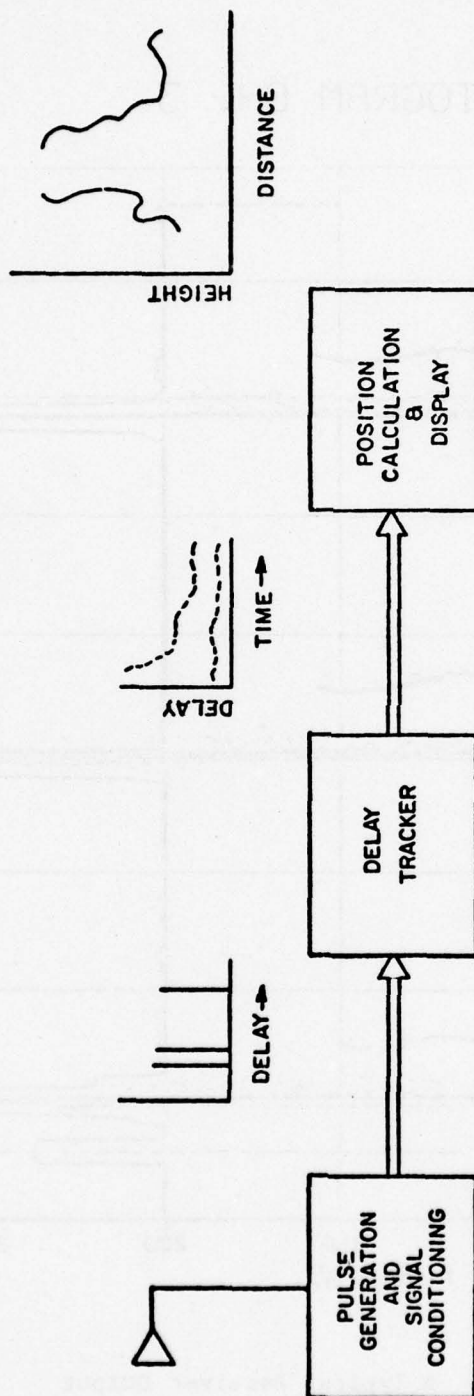 DELAY
DELAY
TIME
HEIGHT
DISTANCE
PULSE
GENERATION
AND
SIGNAL
CONDITIONING
DELAY
TRACKER
POSITION
CALCULATION
&
DISPLAY